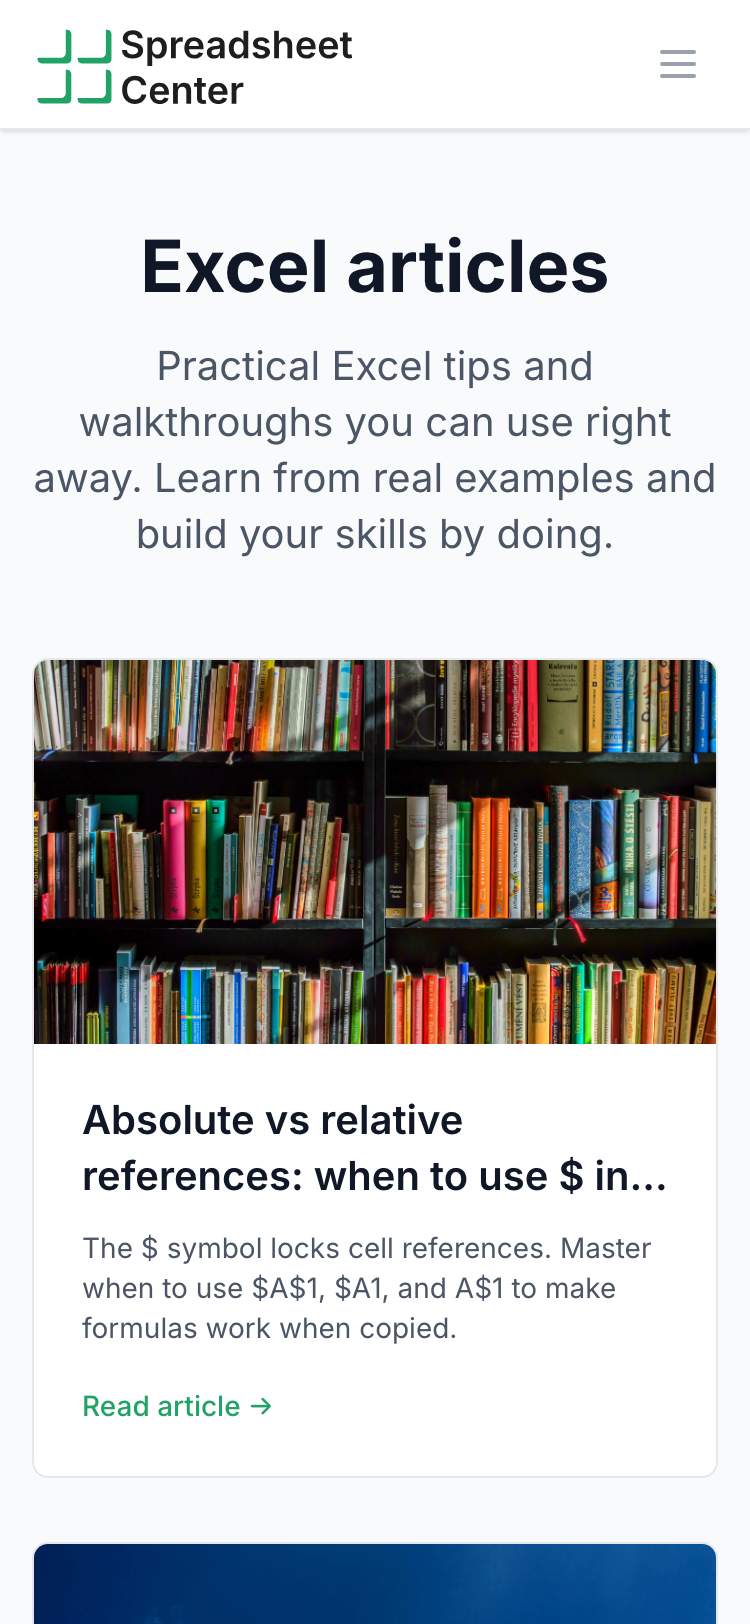 Spreadsheet
Center
Excel articles
Practical Excel tips and
walkthroughs you can use right
away. Learn from real examples and
build your skills by doing.
Absolute vs relative
references: when to use $ in...
The $ symbol locks cell references. Master
when to use $A$1, $A1, and A$1 to make
formulas work when copied.
Read article →